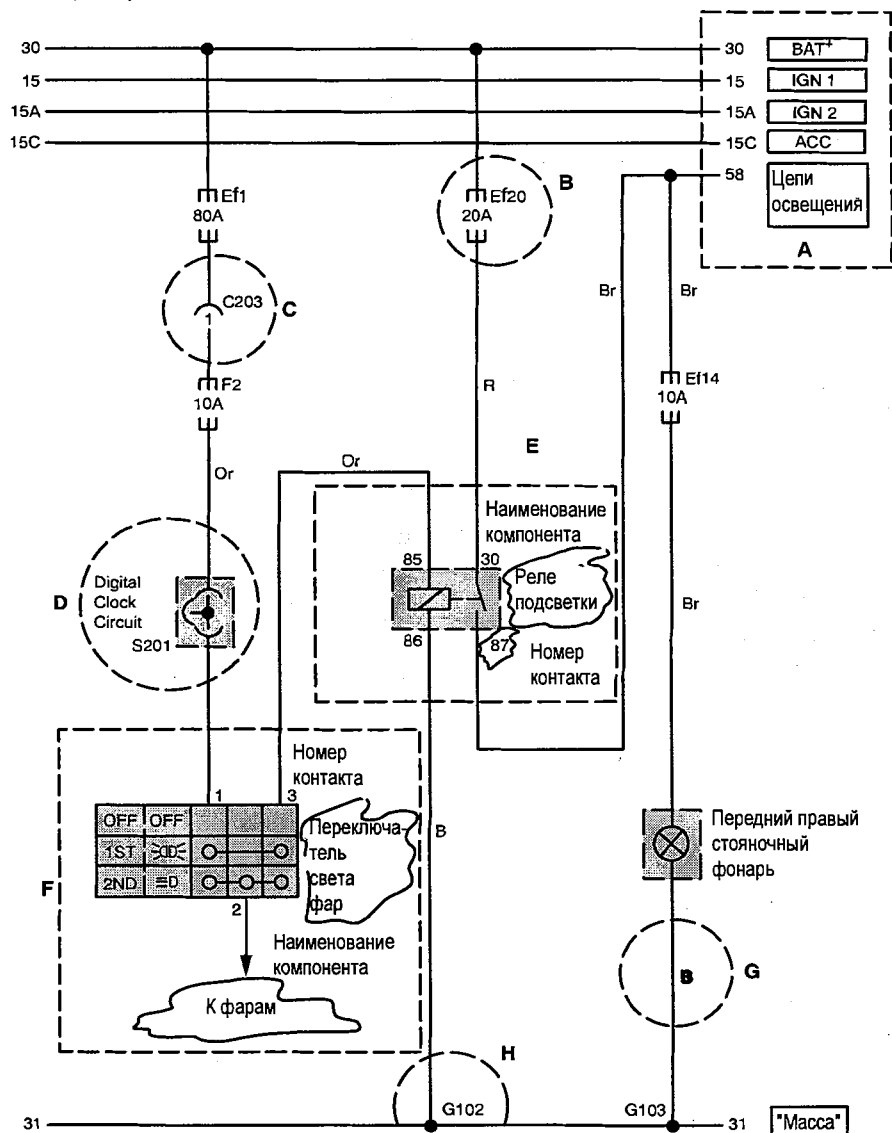 30
30
BAT+
15
15
IGN 1
15A
15A
IGN 2
15C
15C
ACC
58
Цепи
освещений
A
Ef1
80A
Ef20
20A
B
C203
1
C
Br
Br
F2
10A
Ef14
10A
R
E
Or
Or
Наименование
компонента
85
30
Реле
подсветки
86
87
Номер
контакта
Br
D
Digital
Clock
Circuit
S201
Номер
контакта
1
3
OFF
OFF
1ST
2ND
Переключа-
тель
света
фар
B
F
2
Наименование
компонента
К фарам
Передний правый
стояночный
фонарь
B
G
H
G102
G103
31
31
"Масса"